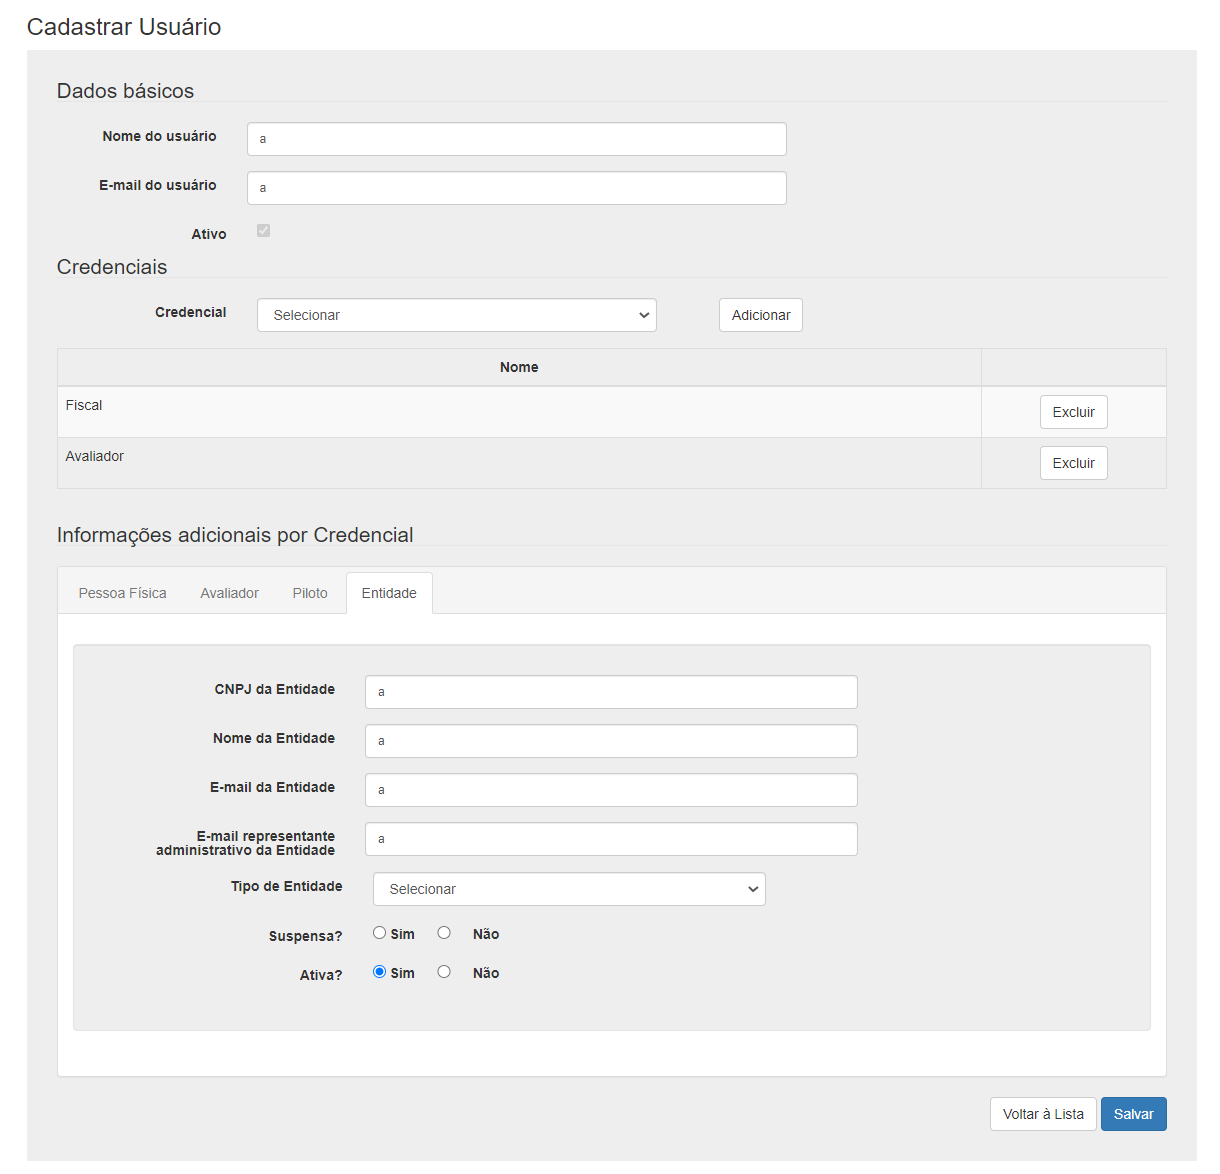 Cadastrar Usuário
Dados básicos
Nome do usuário
a
E-mail do usuário
a
Ativo
Credenciais
Credencial
Selecionar
Adicionar
Nome
Fiscal
Excluir
Avaliador
Excluir
Informações adicionais por Credencial
Pessoa Física Avaliador Piloto Entidade
CNPJ da Entidade
a
Nome da Entidade
a
E-mail da Entidade
a
E-mail representante
administrativo da Entidade
a
Tipo de Entidade
Selecionar
Suspensa? Sim Não
Ativa? Sim Não
Voltar à Lista Salvar